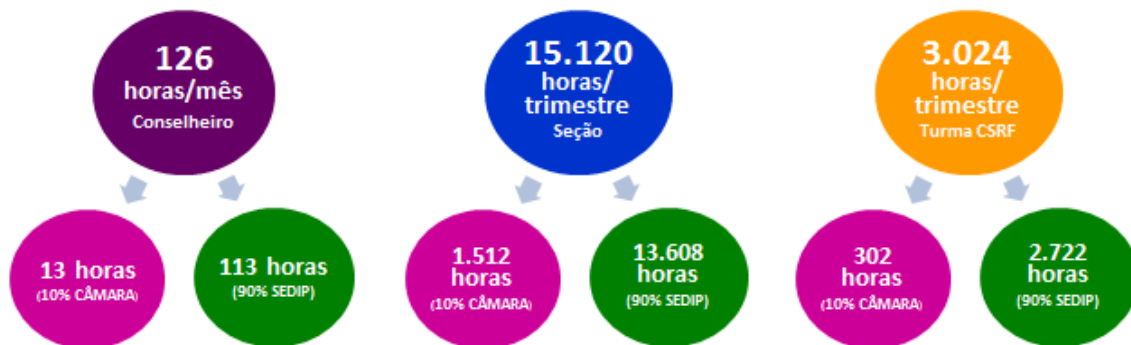 126
horas/mês
Conselheiro
15.120
horas/
trimestre
Seção
3.024
horas/
trimestre
Turma CSRF
13 horas
(10% CÂMARA)
113 horas
(90% SEDIP)
1.512
horas
(10% CÂMARA)
13.608
horas
(90% SEDIP)
302
horas
(10% CÂMARA)
2.722
horas
(90% SEDIP)